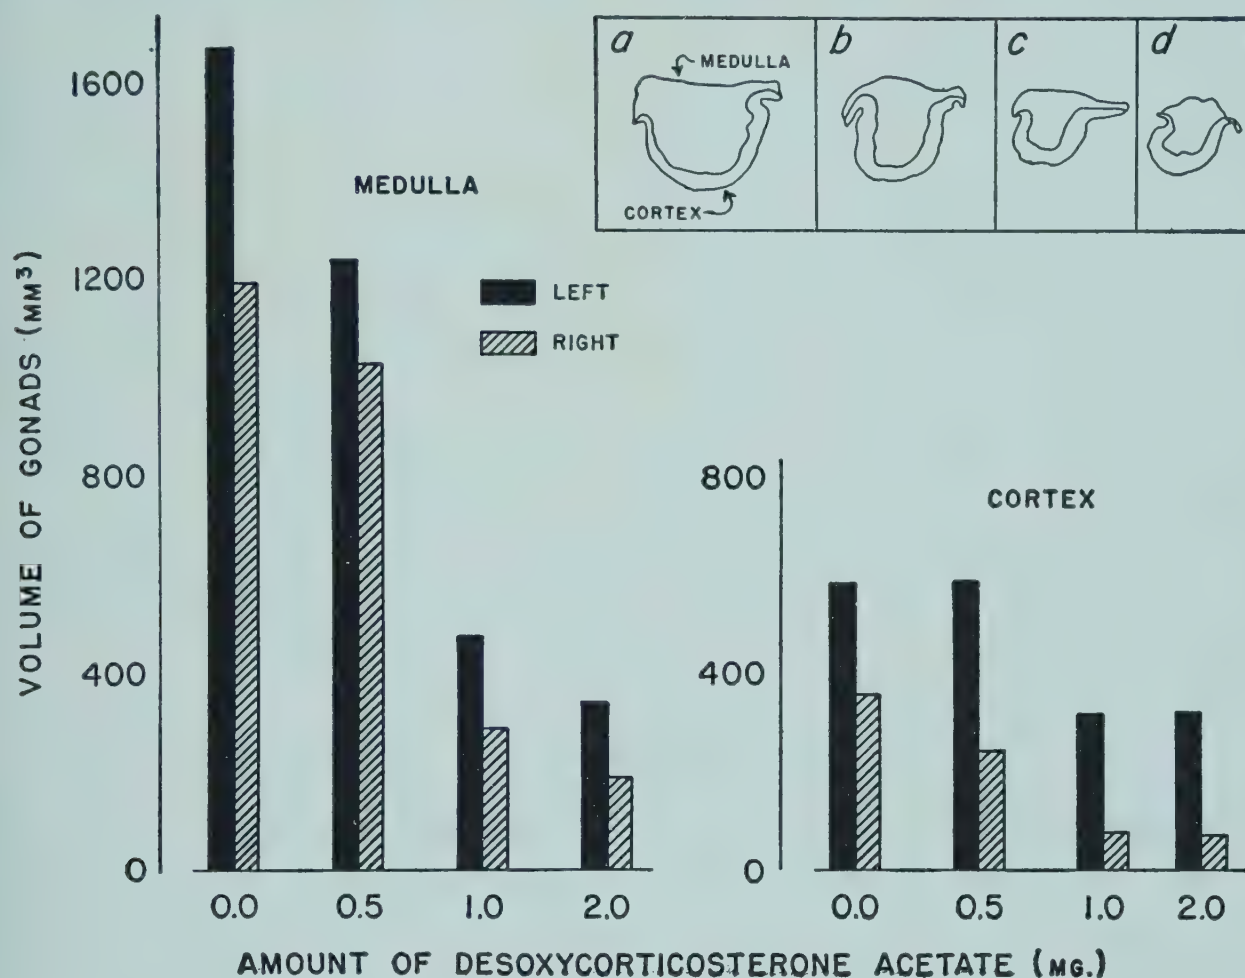 VOLUME OF GONADS (MM³)
1600
1200
800
400
0
MEDULLA
LEFT
RIGHT
0.0 0.5 1.0 2.0
a
MEDULLA
CORTEX
b
c
d
800
400
0
CORTEX
0.0 0.5 1.0 2.0
AMOUNT OF DESOXYCORTICOSTERONE ACETATE (MG.)